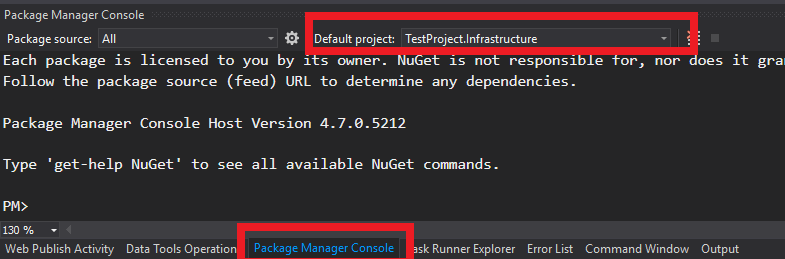 Package Manager Console
Package source: All Default project: TestProject.Infrastructure
Each package is licensed to you by its owner. NuGet is not responsible for, nor does it
Follow the package source (feed) URL to determine any dependencies.
Package Manager Console Host Version 4.7.0.5212
Type 'get-help NuGet' to see all available NuGet commands.
PM>
130 %
Web Publish Activity Data Tools Operation Package Manager Console ask Runner Explorer Error List Command Window Output